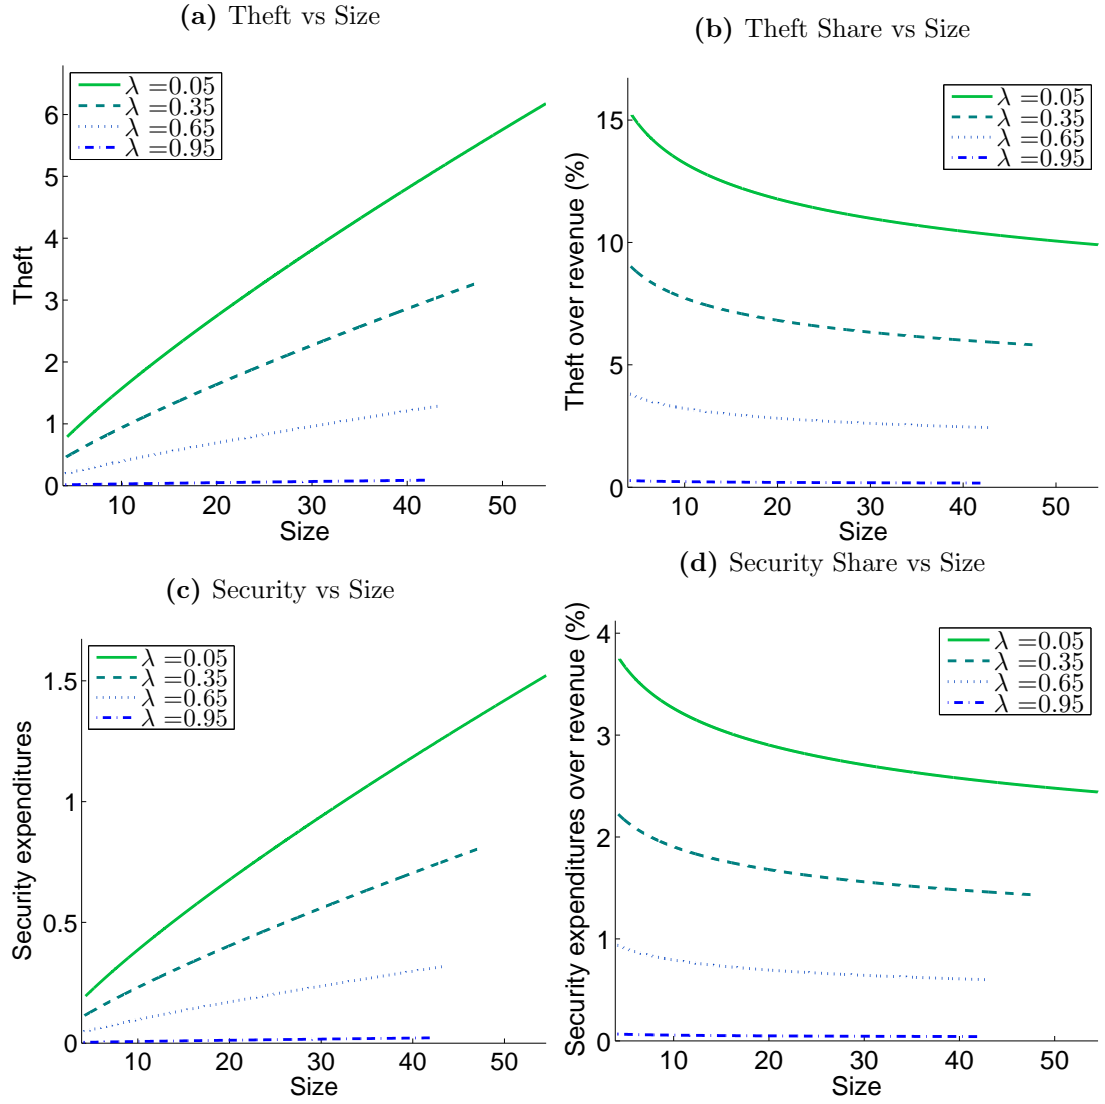 (a) Theft vs Size
λ =0.05
λ =0.35
λ =0.65
λ =0.95
6
5
4
3
2
1
0
Theft
10 20 30 40 50
Size
(b) Theft Share vs Size
λ =0.05
λ =0.35
λ =0.65
λ =0.95
15
10
5
0
Theft over revenue (%)
10 20 30 40 50
Size
(c) Security vs Size
λ =0.05
λ =0.35
λ =0.65
λ =0.95
1.5
1
0.5
0
Security expenditures
10 20 30 40 50
Size
(d) Security Share vs Size
λ =0.05
λ =0.35
λ =0.65
λ =0.95
4
3
2
1
0
Security expenditures over revenue (%)
10 20 30 40 50
Size